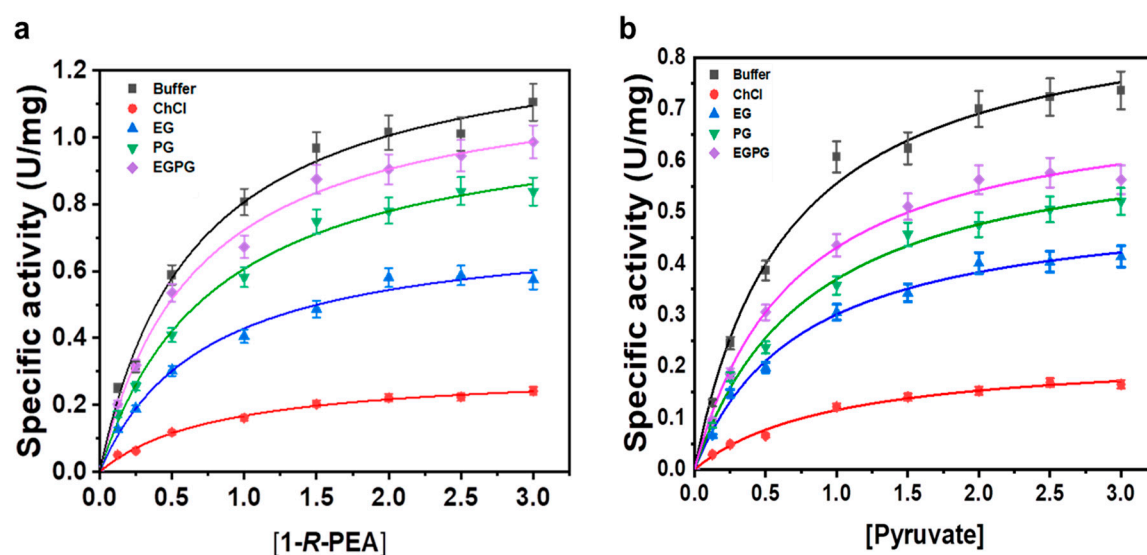 a
Specific activity (U/mg)
1.2
1.0
0.8
0.6
0.4
0.2
0.0
Buffer
ChCl
EG
PG
EGPG
0.0 0.5 1.0 1.5 2.0 2.5 3.0
[1-R-PEA]
b
Specific activity (U/mg)
0.8
0.7
0.6
0.5
0.4
0.3
0.2
0.1
0.0
Buffer
ChCl
EG
PG
EGPG
0.0 0.5 1.0 1.5 2.0 2.5 3.0
[Pyruvate]